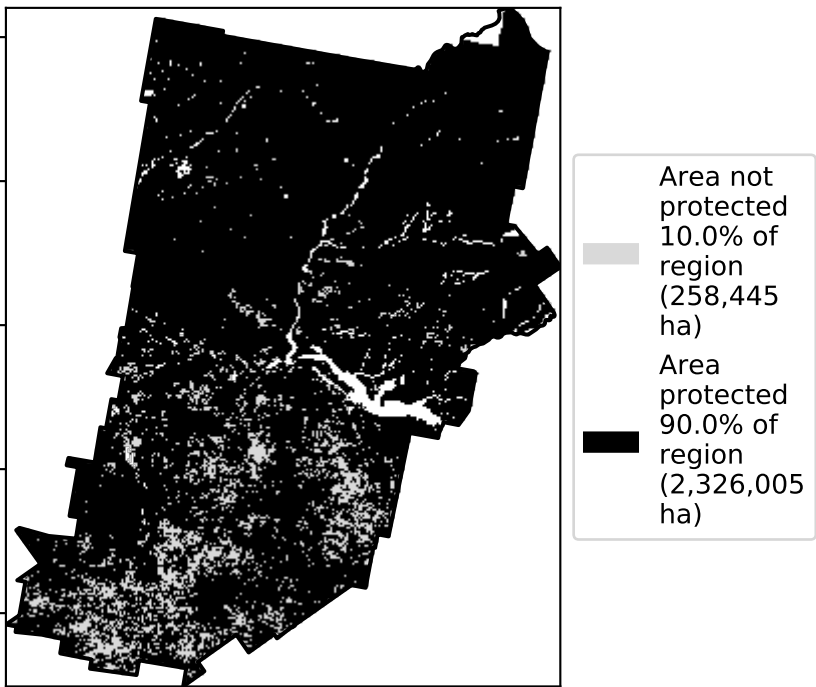 Area not
protected
10.0% of
region
(258,445
ha)
Area
protected
90.0% of
region
(2,326,005
ha)